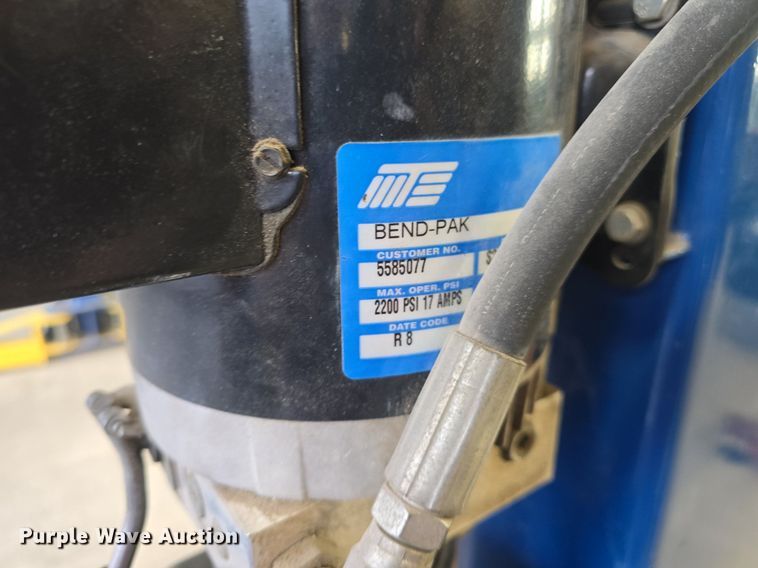 MTE
BEND-PAK
CUSTOMER NO.
5585077
MAX. OPER. PSI
2200 PSI 17 AMPS
DATE CODE
R 8
Purple Wave Auction